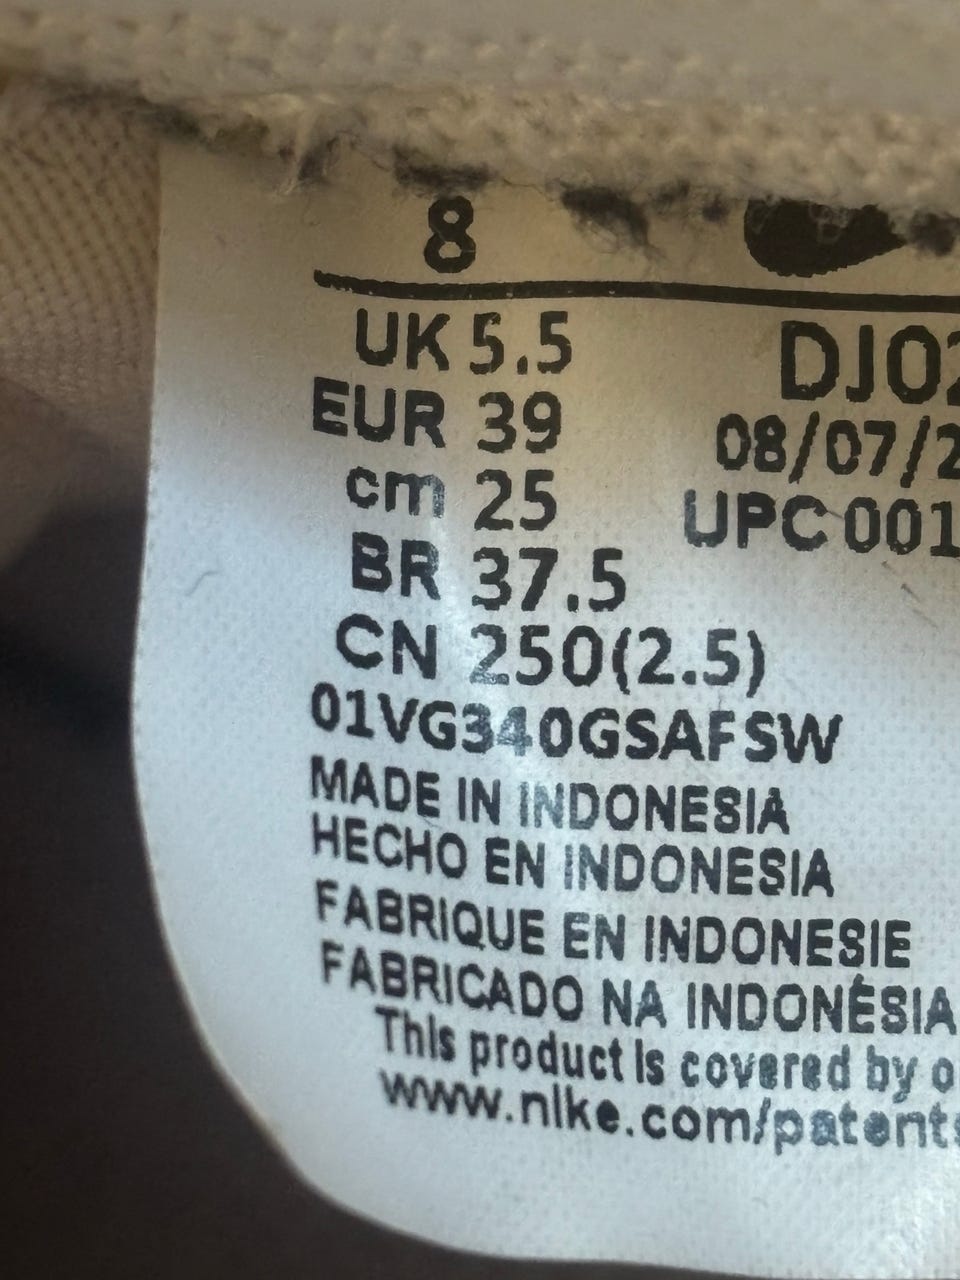 8
UK 5.5 DJ02
EUR 39 08/07/2
cm 25 UPC 001
BR 37.5
CN 250(2.5)
01VG340GSAFSW
MADE IN INDONESIA
HECHO EN INDONESIA
FABRIQUE EN INDONESIE
FABRICADO NA INDONÉSIA
This product is covered by
www.nike.com/patents